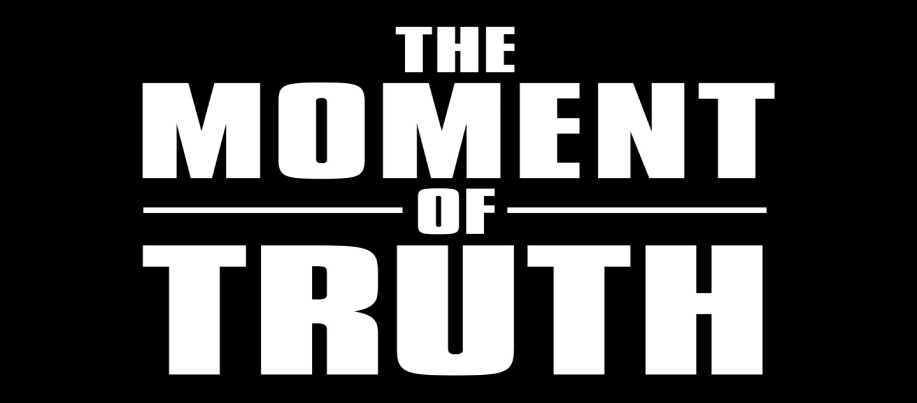 THE
MOMENT
OF
TRUTH